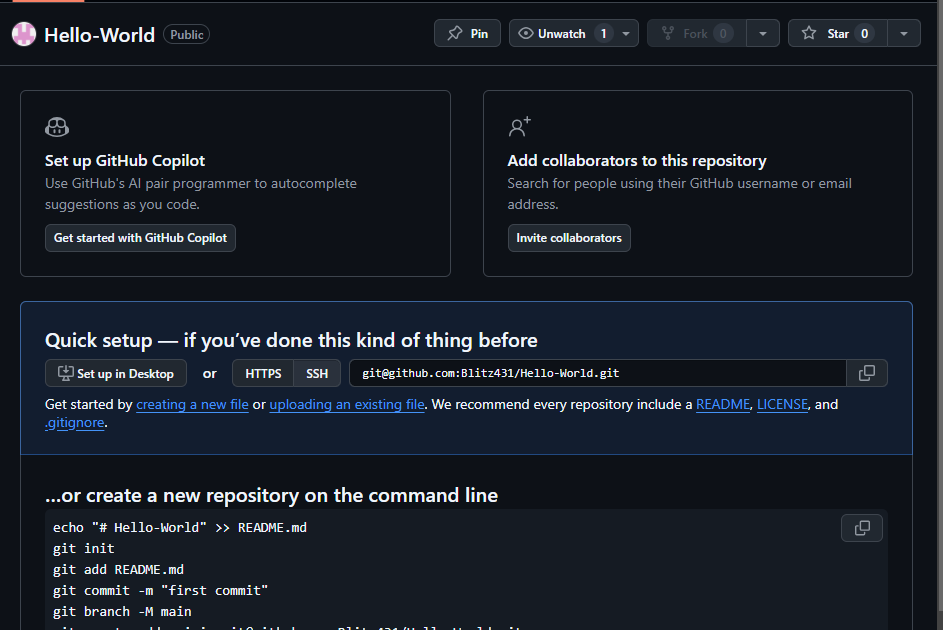 Hello-World Public Pin Unwatch 1 Fork 0 Star 0
Set up GitHub Copilot
Use GitHub's AI pair programmer to autocomplete
suggestions as you code.
Get started with GitHub Copilot
Add collaborators to this repository
Search for people using their GitHub username or email
address.
Invite collaborators
Quick setup — if you’ve done this kind of thing before
Set up in Desktop or HTTPS SSH git@github.com:Blitz431/Hello-World.git
Get started by creating a new file or uploading an existing file. We recommend every repository include a README, LICENSE, and
.gitignore.
…or create a new repository on the command line
echo "# Hello-World" >> README.md
git init
git add README.md
git commit -m "first commit"
git branch -M main